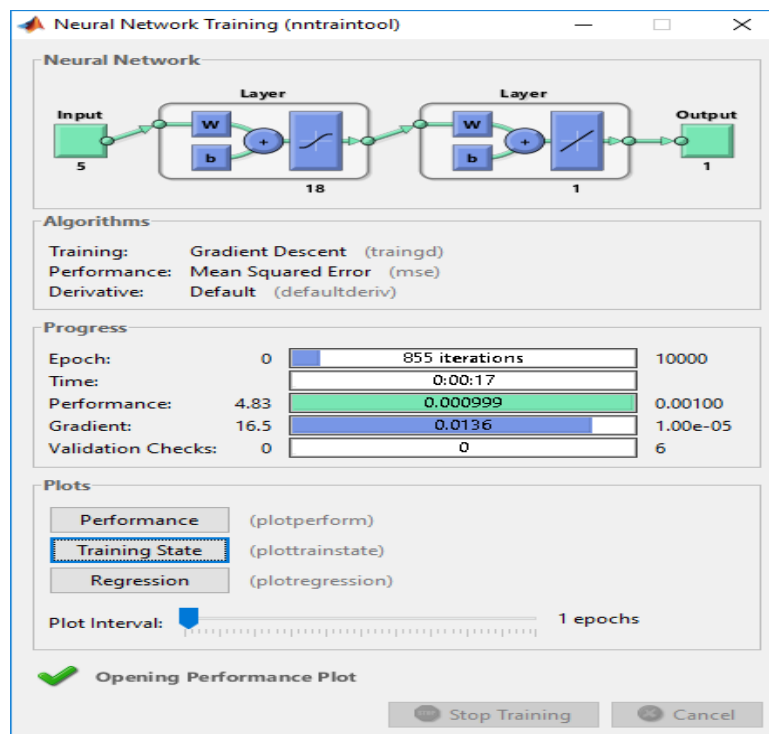 Neural Network Training (nntraintool)
Neural Network
Layer Layer
Input Output
W W
b b
+ +
5 1
18 1
Algorithms
Training: Gradient Descent (traingd)
Performance: Mean Squared Error (mse)
Derivative: Default (defaultderiv)
Progress
Epoch: 0 855 iterations 10000
Time: 0:00:17
Performance: 4.83 0.000999 0.00100
Gradient: 16.5 0.0136 1.00e-05
Validation Checks: 0 0 6
Plots
Performance (plotperform)
Training State (plottrainstate)
Regression (plotregression)
Plot Interval: 1 epochs
Opening Performance Plot
Stop Training Cancel